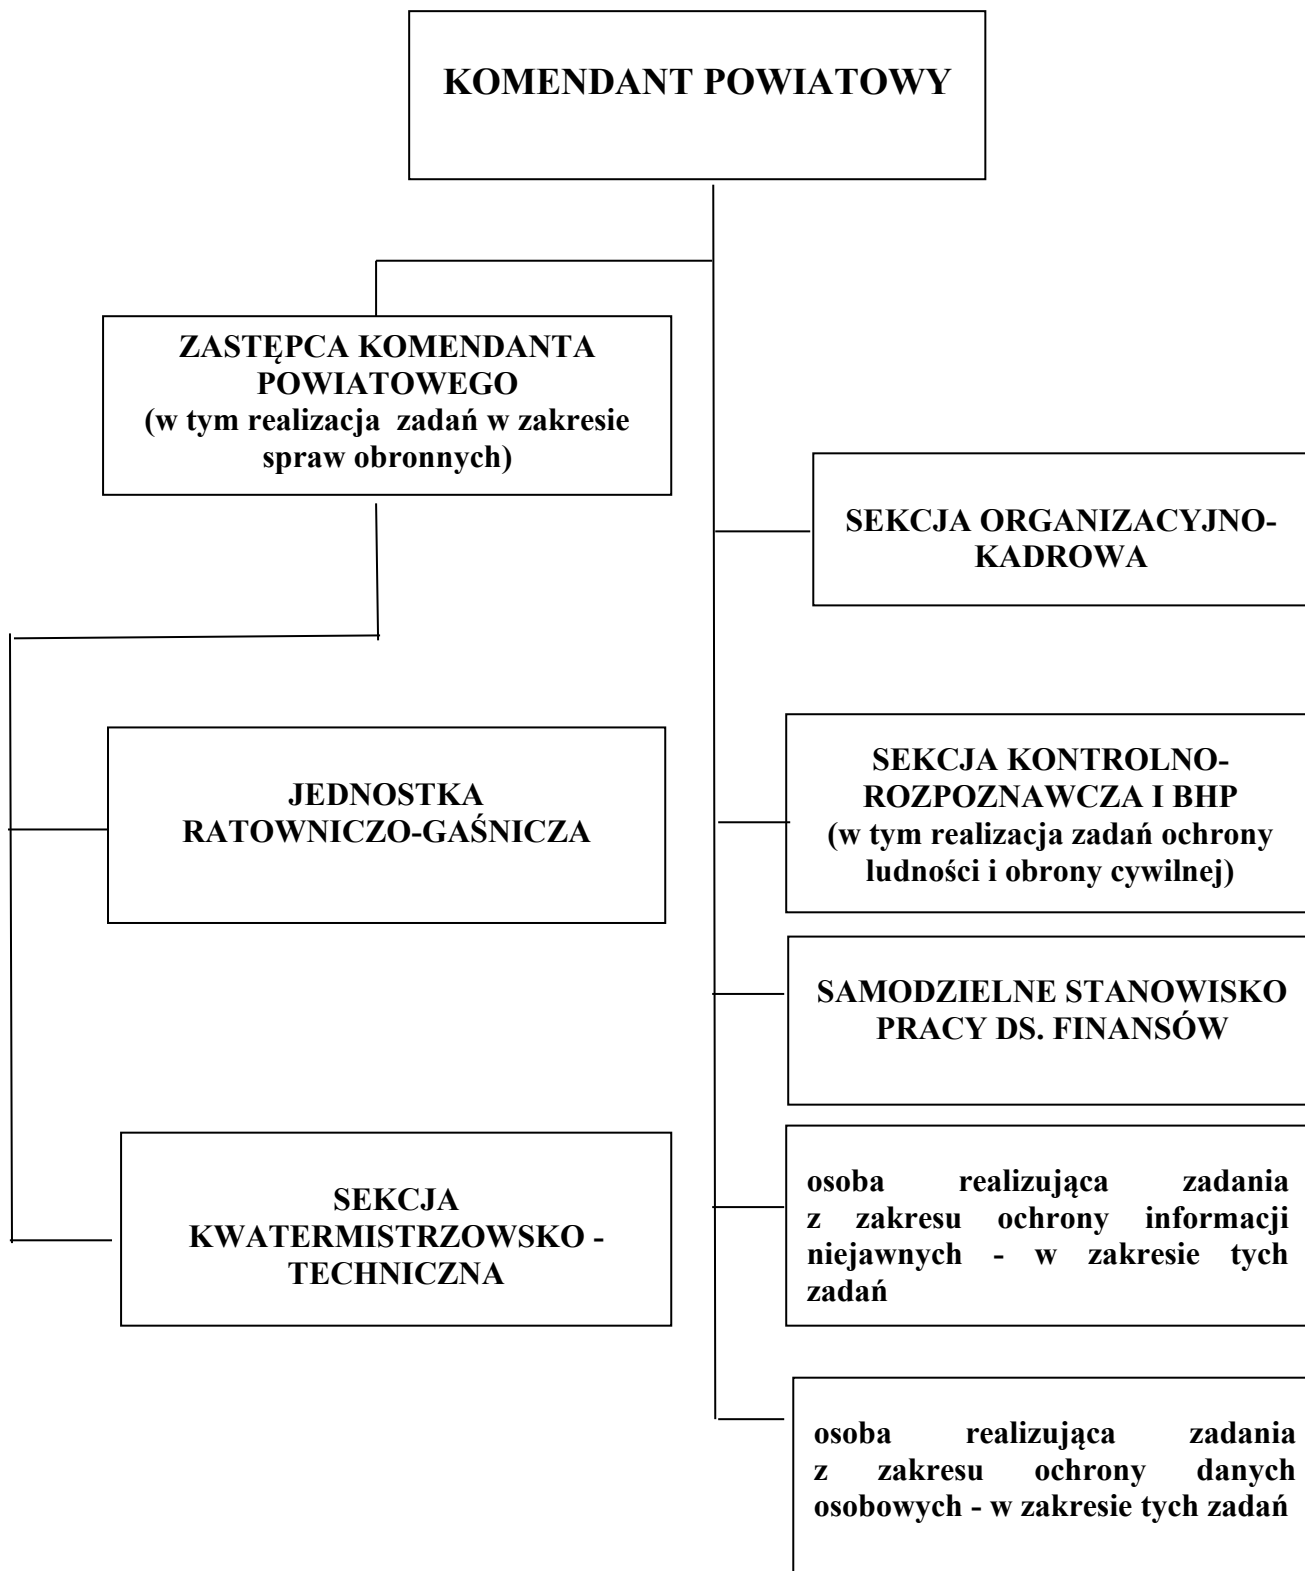 KOMENDANT POWIATOWY
ZASTĘPCA KOMENDANTA
POWIATOWEGO
(w tym realizacja zadań w zakresie
spraw obronnych)
SEKCJA ORGANIZACYJNO-
KADROWA
JEDNOSTKA
RATOWNICZO-GAŚNICZA
SEKCJA KONTROLNO-
ROZPOZNAWCZA I BHP
(w tym realizacja zadań ochrony
ludności i obrony cywilnej)
SAMODZIELNE STANOWISKO
PRACY DS. FINANSÓW
SEKCJA
KWATERMISTRZOWSKO -
TECHNICZNA
osoba realizująca zadania
z zakresu ochrony informacji
niejawnych - w zakresie tych
zadań
osoba realizująca zadania
z zakresu ochrony danych
osobowych - w zakresie tych zadań